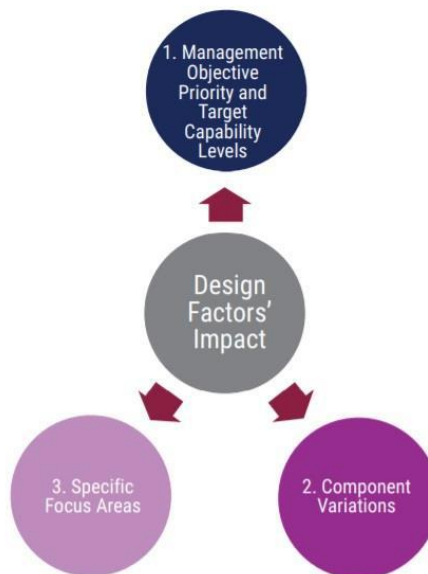 1. Management
Objective
Priority and
Target
Capability
Levels
Design
Factors’
Impact
3. Specific
Focus Areas
2. Component
Variations